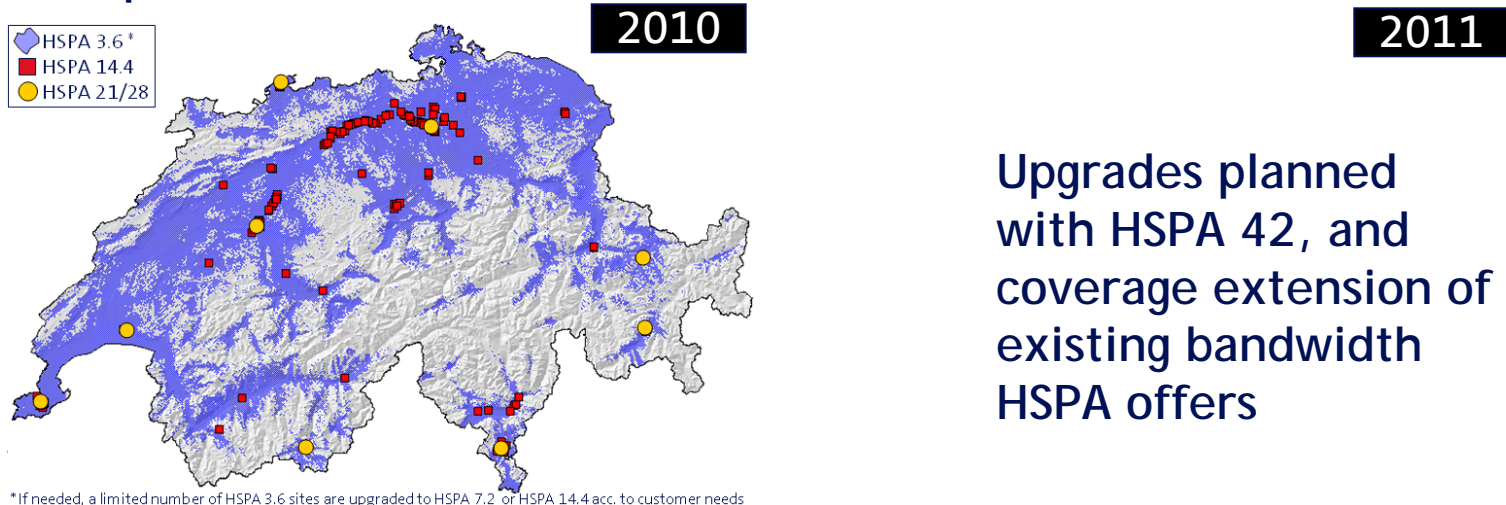 2010
2011
HSPA 3.6 *
HSPA 14.4
HSPA 21/28
Upgrades planned
with HSPA 42, and
coverage extension of
existing bandwidth
HSPA offers
*If needed, a limited number of HSPA 3.6 sites are upgraded to HSPA 7.2 or HSPA 14.4 acc. to customer needs